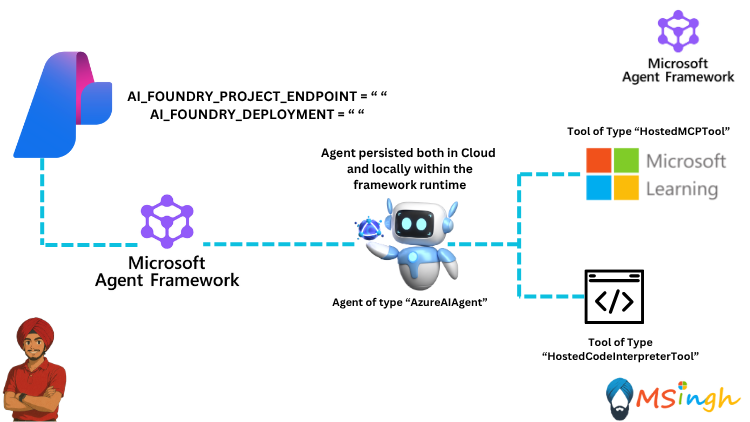 Microsoft
Agent Framework
AI_FOUNDRY_PROJECT_ENDPOINT = “ “
AI_FOUNDRY_DEPLOYMENT = “ “
Tool of Type “HostedMCPTool”
Microsoft
Learning
Agent persisted both in Cloud
and locally within the
framework runtime
Microsoft
Agent Framework
Agent of type “AzureAIAgent”
Tool of Type
“HostedCodeInterpreterTool”
MSingh